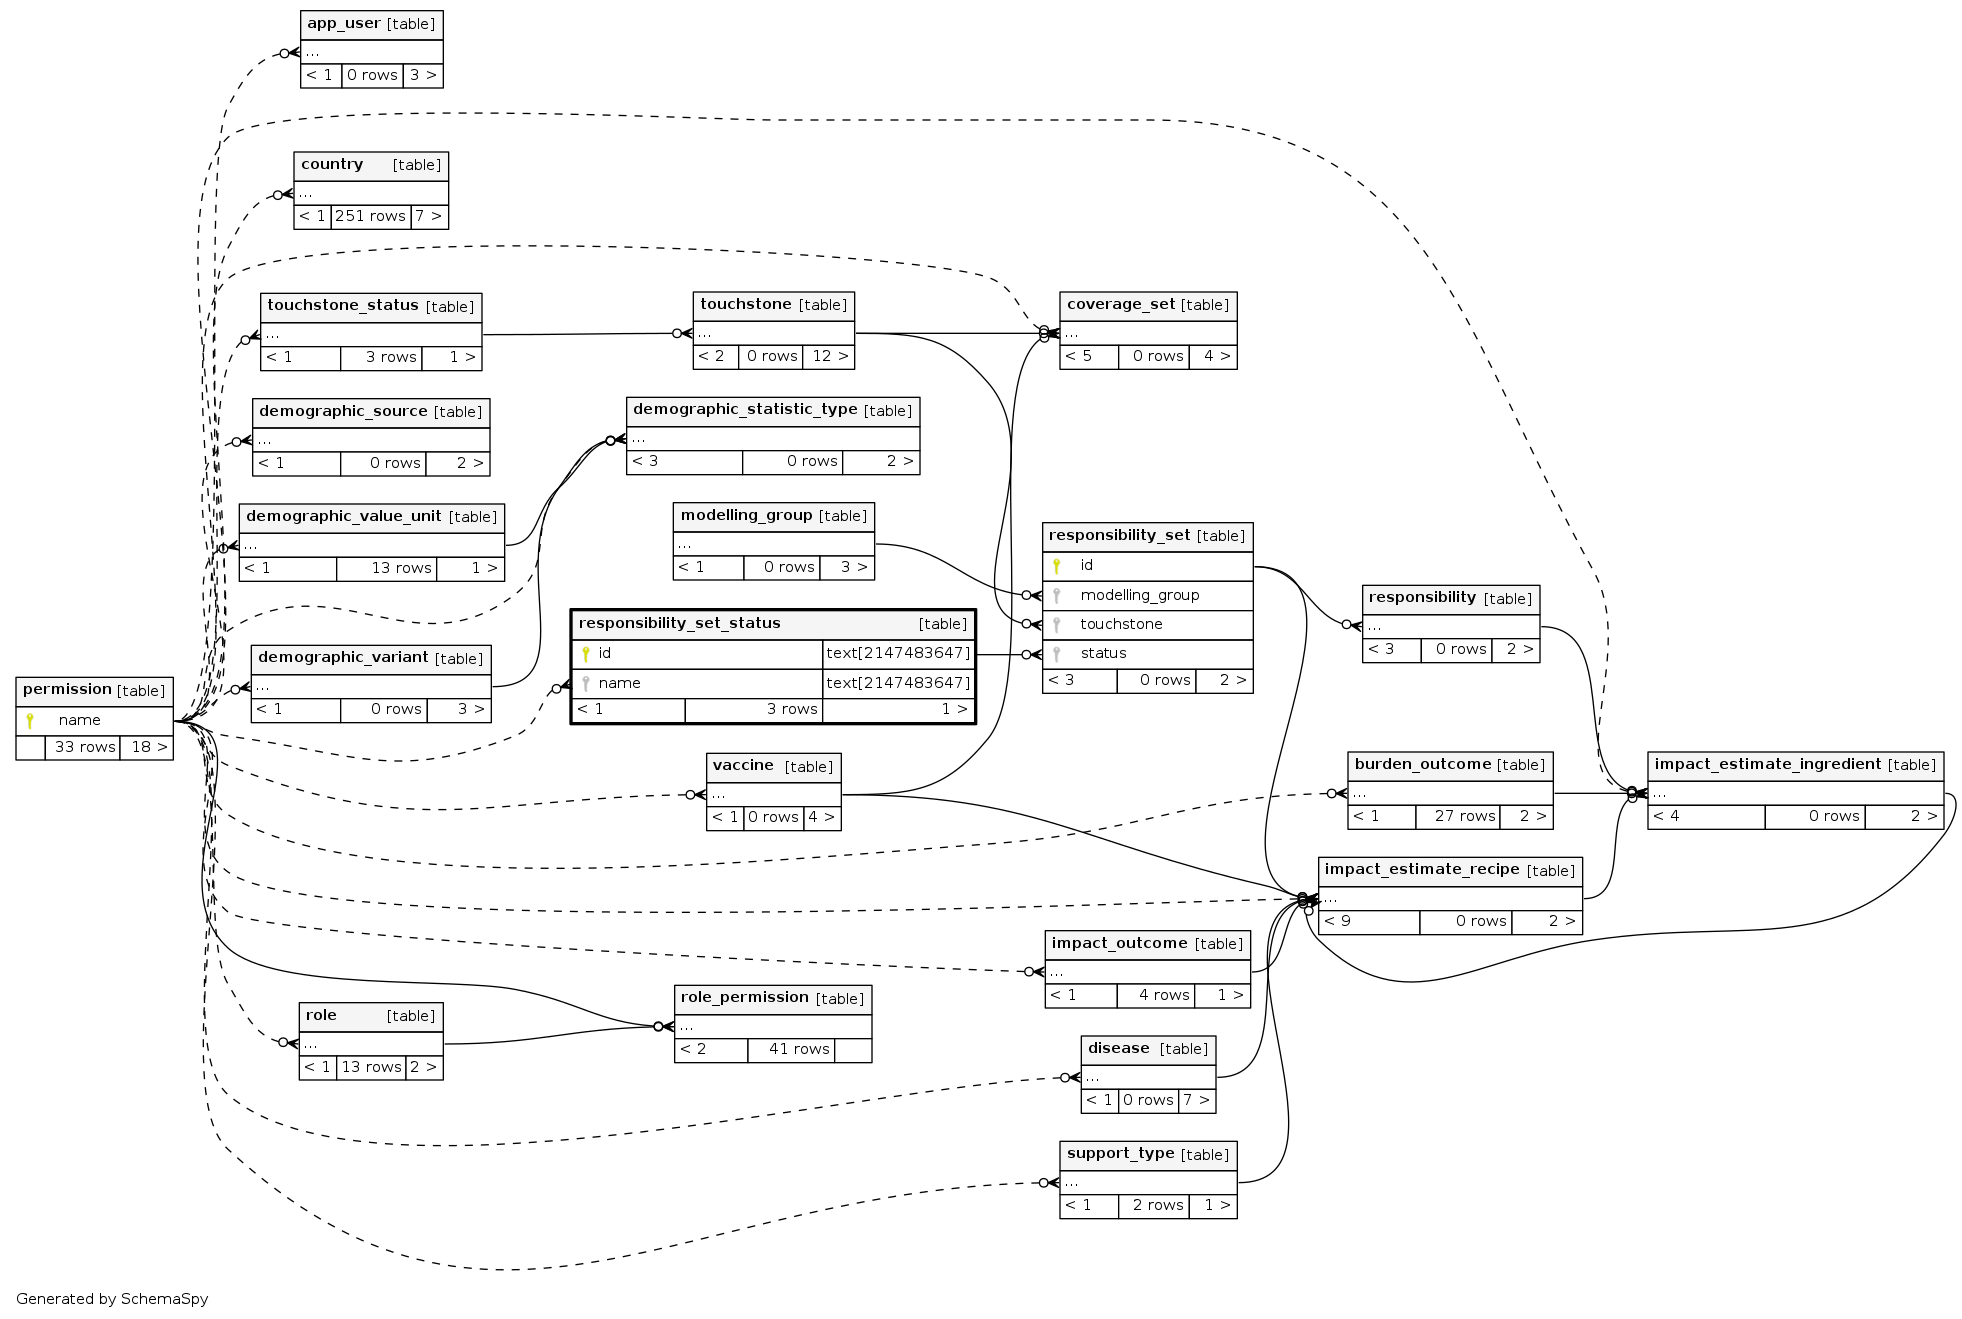 app_user [table]
...
< 1 0 rows 3 >
country [table]
...
< 1 251 rows 7 >
touchstone_status [table]
...
< 1 3 rows 1 >
touchstone [table]
...
< 2 0 rows 12 >
coverage_set [table]
...
< 5 0 rows 4 >
demographic_source [table]
...
< 1 0 rows 2 >
demographic_statistic_type [table]
...
< 3 0 rows 2 >
demographic_value_unit [table]
...
< 1 13 rows 1 >
modelling_group [table]
...
< 1 0 rows 3 >
responsibility_set [table]
id
modelling_group
touchstone
status
< 3 0 rows 2 >
responsibility [table]
...
< 3 0 rows 2 >
responsibility_set_status [table]
id text[2147483647]
name text[2147483647]
< 1 3 rows 1 >
demographic_variant [table]
...
< 1 0 rows 3 >
permission [table]
name
33 rows 18 >
vaccine [table]
...
< 1 0 rows 4 >
burden_outcome [table]
...
< 1 27 rows 2 >
impact_estimate_ingredient [table]
...
< 4 0 rows 2 >
impact_estimate_recipe [table]
...
< 9 0 rows 2 >
impact_outcome [table]
...
< 1 4 rows 1 >
role [table]
...
< 1 13 rows 2 >
role_permission [table]
...
< 2 41 rows
disease [table]
...
< 1 0 rows 7 >
support_type [table]
...
< 1 2 rows 1 >
Generated by SchemaSpy